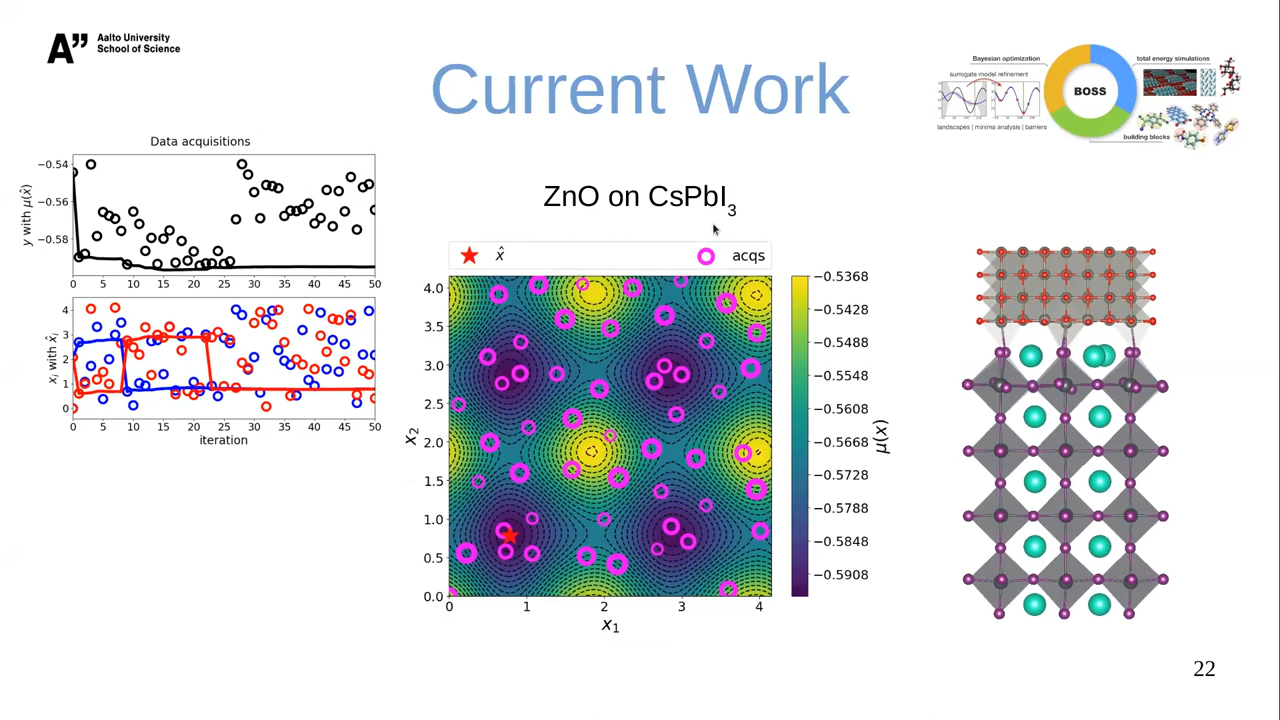 Aalto University
School of Science
Current Work
Bayesian optimization
surrogate model refinement
landscapes | minima analysis | barriers
BOSS
total energy simulations
building blocks
ZnO on CsPbI3
Data acquisitions
−0.54
−0.56
−0.58
y with μ(x̂)
0 5 10 15 20 25 30 35 40 45 50
4
3
2
1
0
xᵢ with x̂ᵢ
0 5 10 15 20 25 30 35 40 45 50
iteration
x̂
acqs
4.0
3.5
3.0
2.5
2.0
1.5
1.0
0.5
0.0
x2
0 1 2 3 4
x1
−0.5368
−0.5428
−0.5488
−0.5548
−0.5608
−0.5668
−0.5728
−0.5788
−0.5848
−0.5908
μ(x)
22